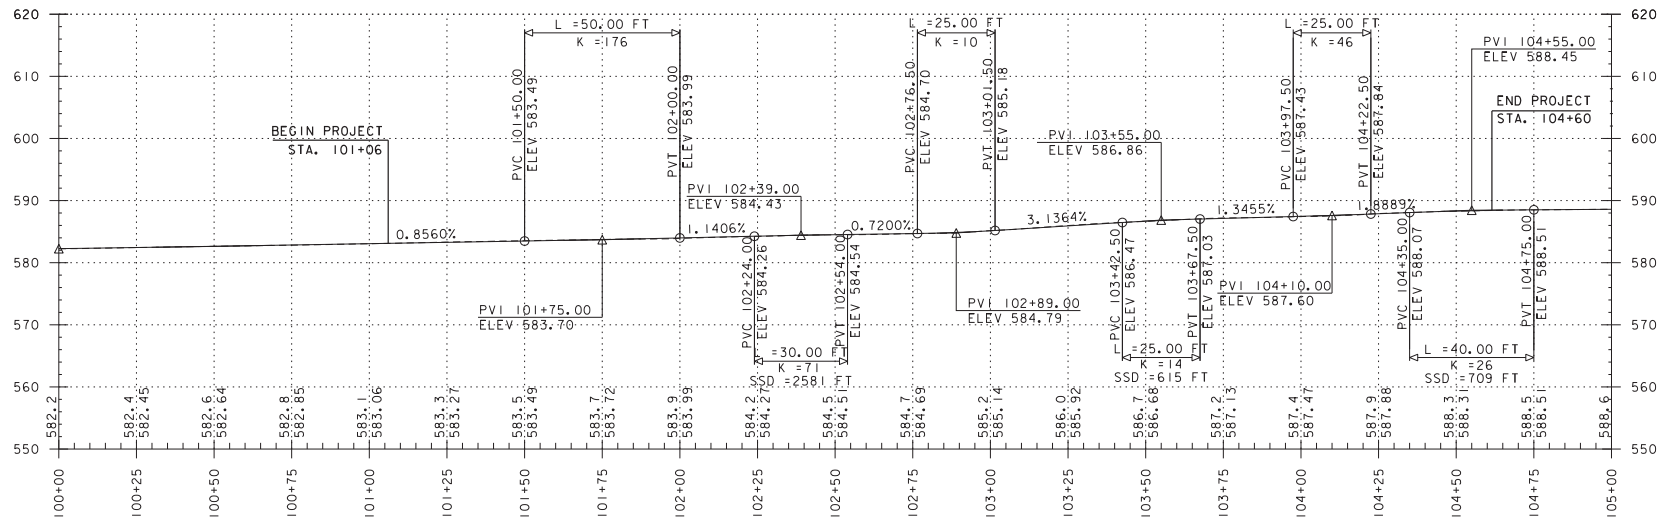 620
610
600
590
580
570
560
550
620
610
600
590
580
570
560
550
L =50.00 FT
K =176
L =25.00 FT
K =10
L =25.00 FT
K =46
PVI 104+55.00
ELEV 588.45
END PROJECT
STA. 104+60
BEGIN PROJECT
STA. 101+06
PVC 101+50.00
ELEV 583.49
PVT 102+00.00
ELEV 583.99
PVC 102+76.50
ELEV 584.70
PVT 103+01.50
ELEV 585.18
PVI 103+55.00
ELEV 586.86
PVC 103+97.50
ELEV 587.43
PVT 104+22.50
ELEV 587.84
PVI 102+39.00
ELEV 584.43
0.8560%
1.1406%
0.7200%
3.1364%
1.3455%
1.8889%
PVI 101+75.00
ELEV 583.70
PVC 102+24.00
ELEV 584.26
PVT 102+54.00
ELEV 584.54
PVI 102+89.00
ELEV 584.79
PVC 103+42.50
ELEV 586.47
PVT 103+67.50
ELEV 587.03
PVI 104+10.00
ELEV 587.60
PVC 104+35.00
ELEV 588.07
PVT 104+75.00
ELEV 588.51
L =30.00 FT
K =71
SSD =2581 FT
L =25.00 FT
K =14
SSD =615 FT
L =40.00 FT
K =26
SSD =709 FT
582.2
582.4
582.45
582.6
582.64
582.8
582.85
583.1
583.06
583.3
583.27
583.5
583.49
583.7
583.72
583.9
583.99
584.2
584.27
584.5
584.51
584.7
584.69
585.2
585.14
586.0
585.92
586.7
586.68
587.2
587.13
587.4
587.47
587.9
587.88
588.3
588.31
588.5
588.51
588.6
100+00
100+25
100+50
100+75
101+00
101+25
101+50
101+75
102+00
102+25
102+50
102+75
103+00
103+25
103+50
103+75
104+00
104+25
104+50
104+75
105+00